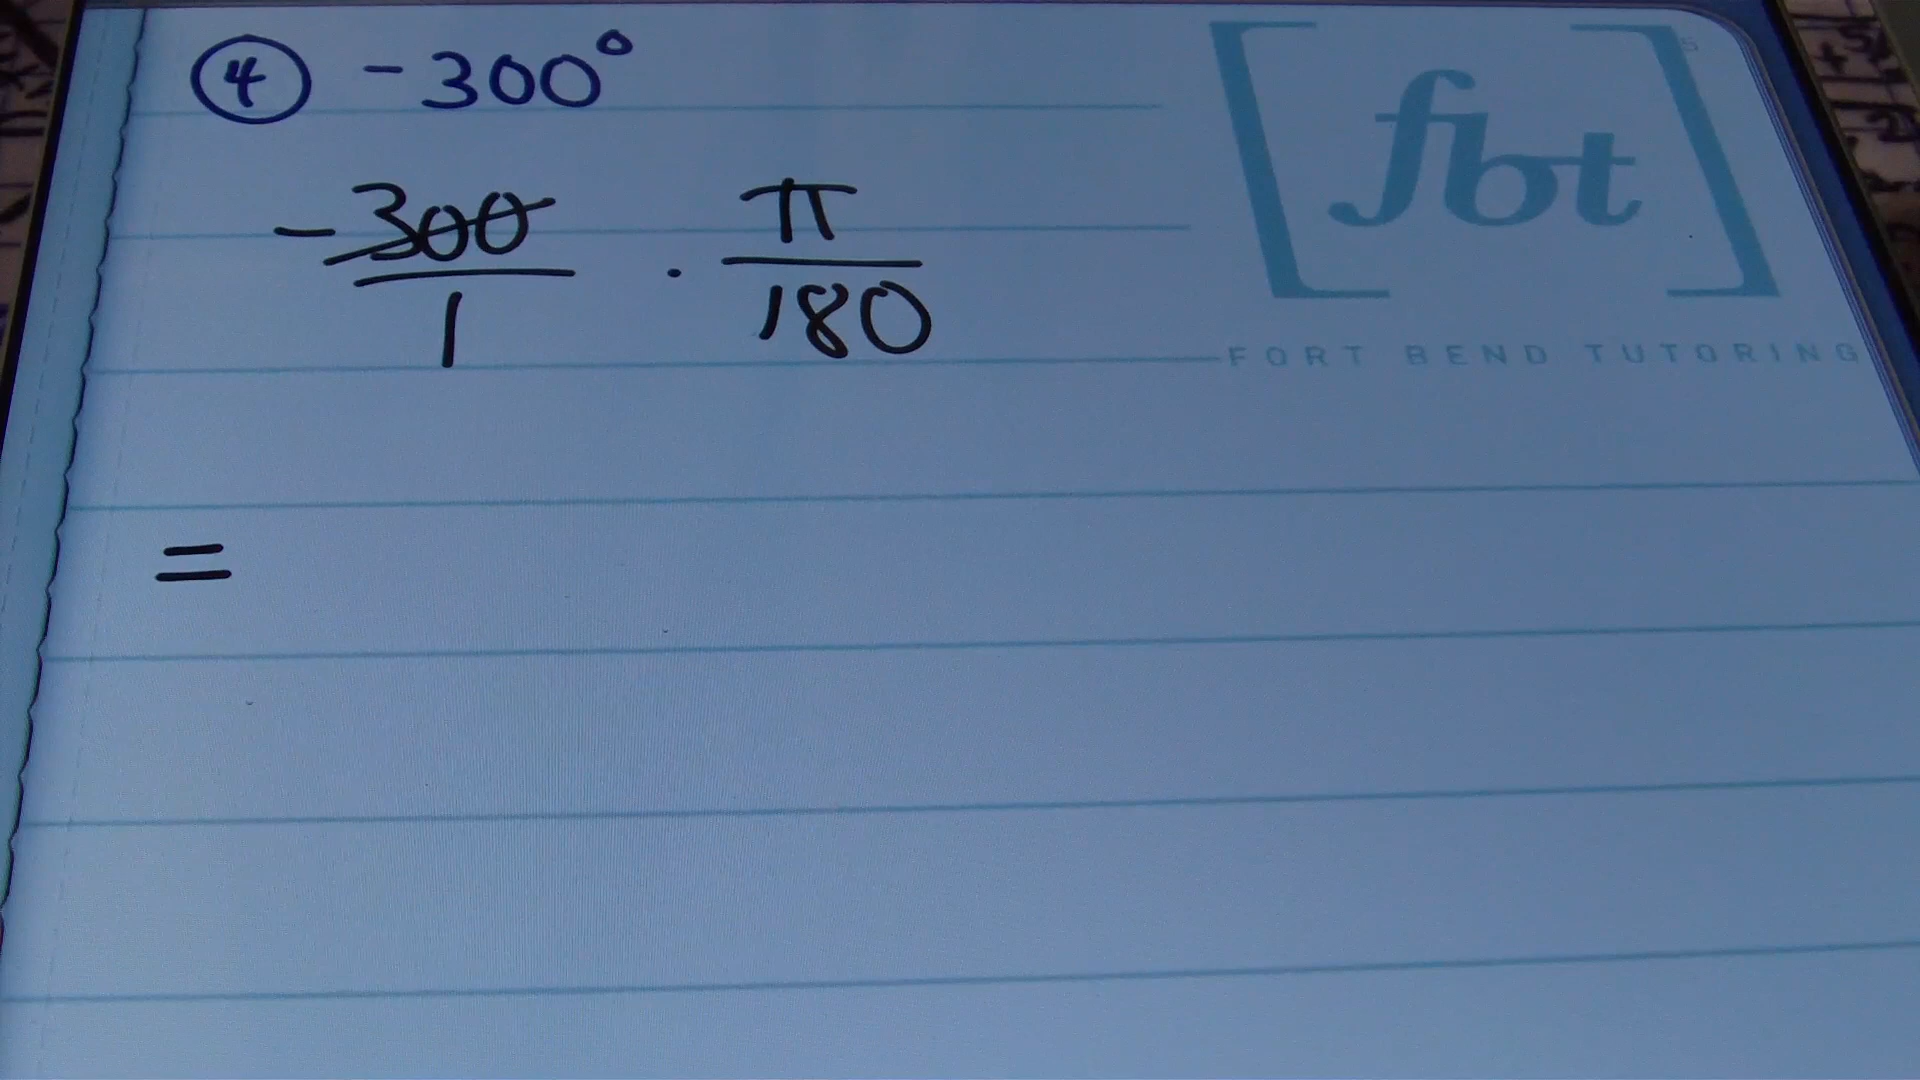 ④ -300°
-300/1 · π/180
[fbt]
FORT BEND TUTORING
=